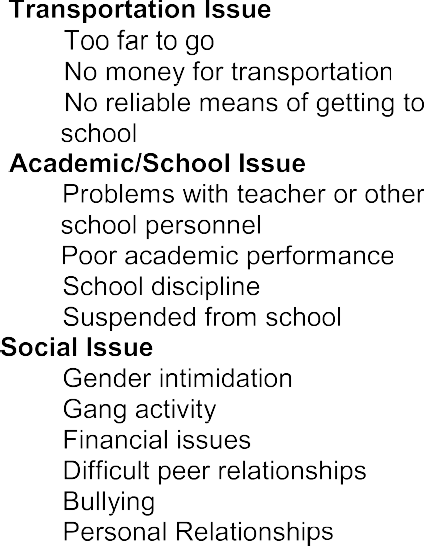 Transportation Issue
Too far to go
No money for transportation
No reliable means of getting to
school
Academic/School Issue
Problems with teacher or other
school personnel
Poor academic performance
School discipline
Suspended from school
Social Issue
Gender intimidation
Gang activity
Financial issues
Difficult peer relationships
Bullying
Personal Relationships